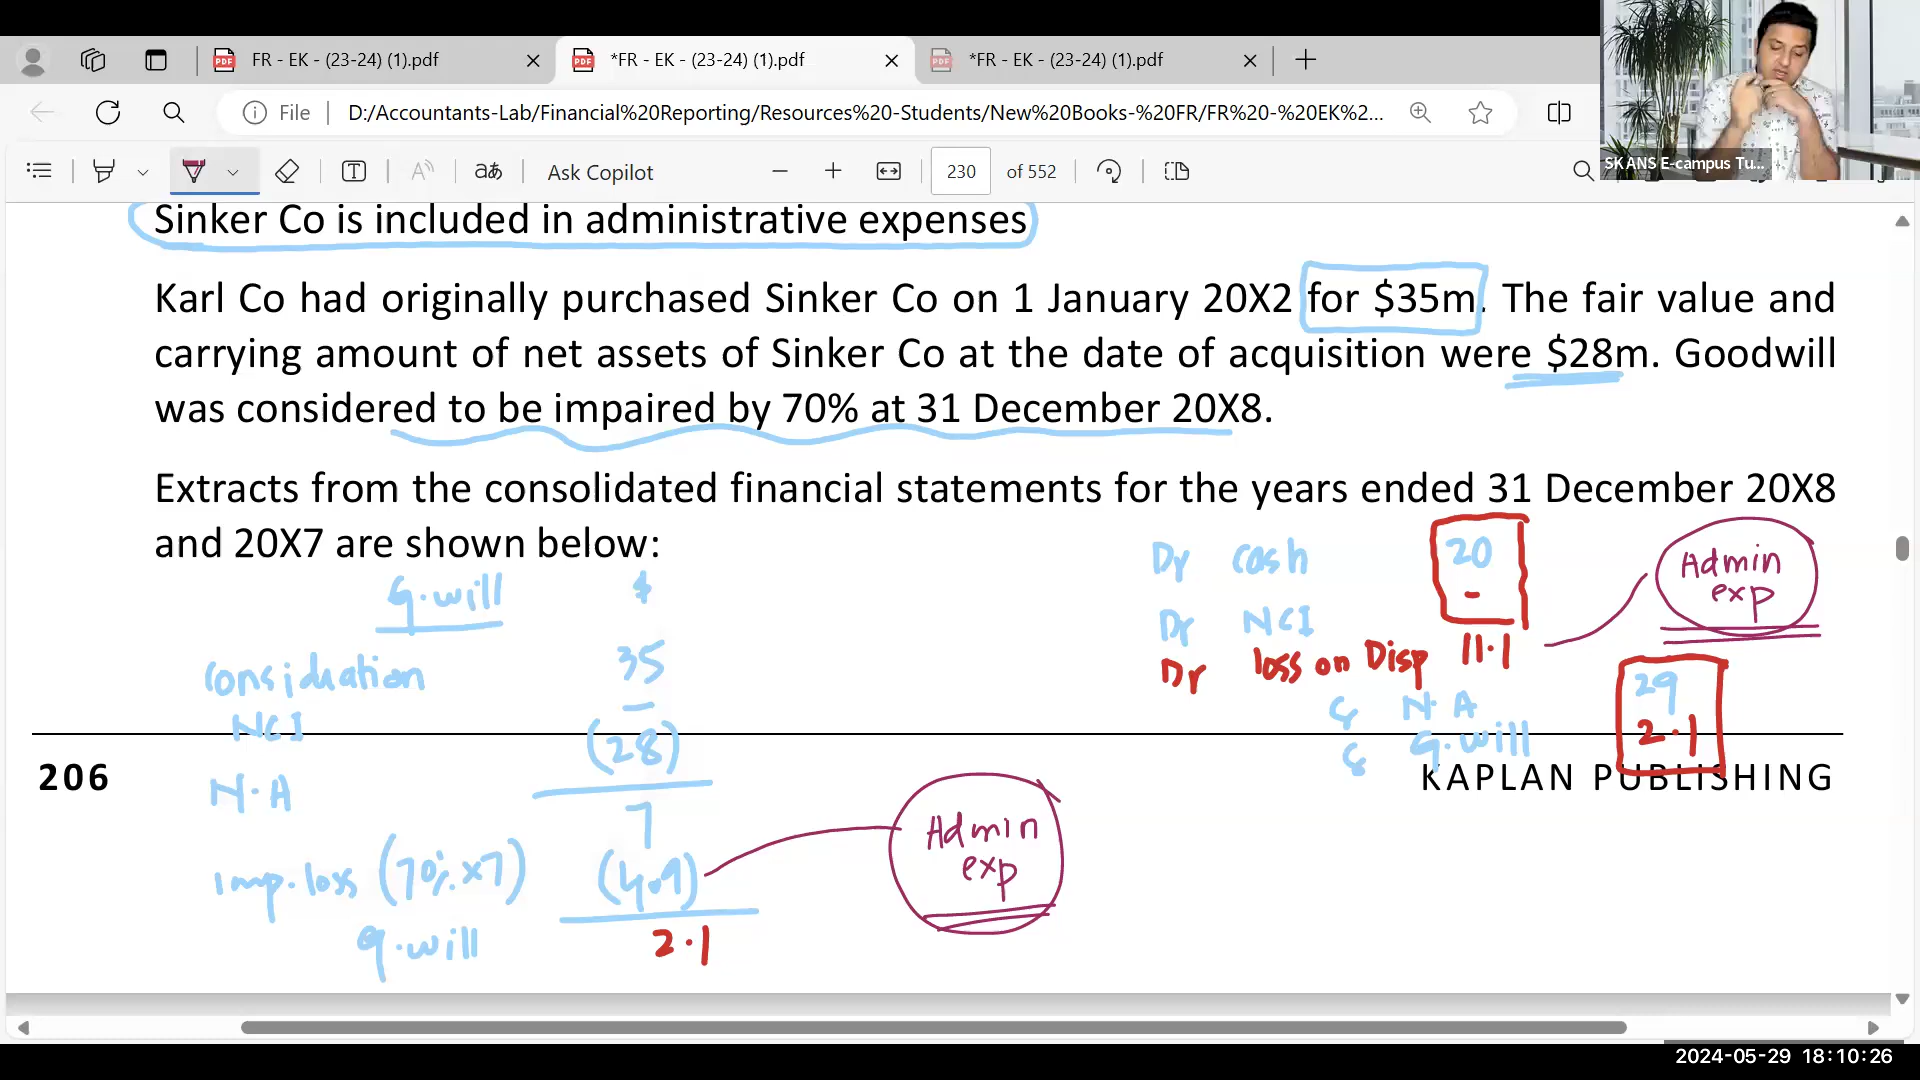 FR - EK - (23-24) (1).pdf
*FR - EK - (23-24) (1).pdf
*FR - EK - (23-24) (1).pdf
File
D:/Accountants-Lab/Financial%20Reporting/Resources%20-Students/New%20Books-%20FR/FR%20-%20EK%2...
Ask Copilot
230 of 552
SKANS E-campus Tu...
Sinker Co is included in administrative expenses
Karl Co had originally purchased Sinker Co on 1 January 20X2 for $35m. The fair value and
carrying amount of net assets of Sinker Co at the date of acquisition were $28m. Goodwill
was considered to be impaired by 70% at 31 December 20X8.
Extracts from the consolidated financial statements for the years ended 31 December 20X8
and 20X7 are shown below:
G.will $
Considuation 35
NCI –
N.A (28)
7
Imp.loss (70% x7) (4.9)
g.will 2.1
Admin
exp
Dr cash 20
Dr NCI -
Dr loss on Disp 11.1
Admin
exp
N.A 29
G.will 2.1
206
KAPLAN PUBLISHING
2024-05-29 18:10:26